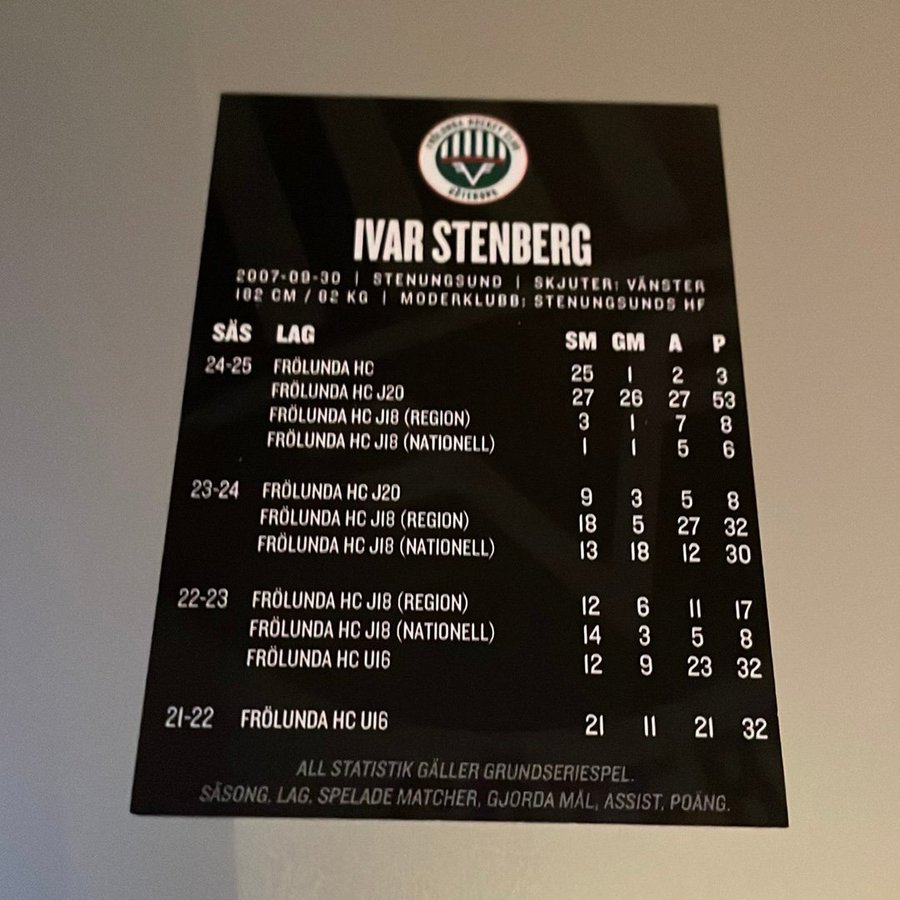 FRÖLUNDA HOCKEY CLUB
GÖTEBORG
IVAR STENBERG
2007-09-30 | STENUNGSUND | SKJUTER: VÄNSTER
182 CM / 82 KG | MODERKLUBB: STENUNGSUNDS HF
SÄS LAG SM GM A P
24-25 FRÖLUNDA HC 25 1 2 3
FRÖLUNDA HC J20 27 26 27 53
FRÖLUNDA HC J18 (REGION) 3 1 7 8
FRÖLUNDA HC J18 (NATIONELL) 1 1 5 6
23-24 FRÖLUNDA HC J20 9 3 5 8
FRÖLUNDA HC J18 (REGION) 18 5 27 32
FRÖLUNDA HC J18 (NATIONELL) 13 18 12 30
22-23 FRÖLUNDA HC J18 (REGION) 12 6 11 17
FRÖLUNDA HC J18 (NATIONELL) 14 3 5 8
FRÖLUNDA HC U16 12 9 23 32
21-22 FRÖLUNDA HC U16 21 11 21 32
ALL STATISTIK GÄLLER GRUNDSERIESPEL.
SÄSONG, LAG, SPELADE MATCHER, GJORDA MÅL, ASSIST, POÄNG.